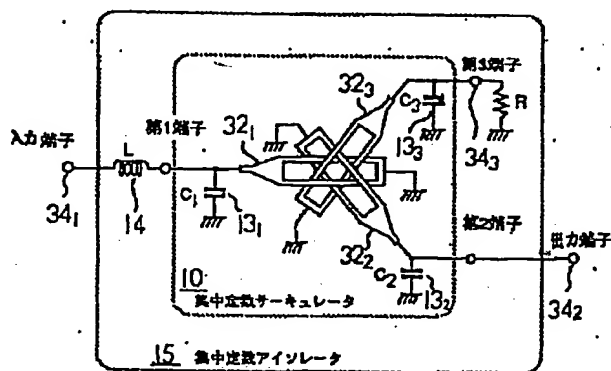 入力端子
34₁
L
14
第1端子
C₁
13₁
32₁
32₃
C₃
13₃
第3端子
34₃
R
32₂
C₂
13₂
第2端子
出力端子
34₂
10
集中定数サーキュレータ
15 集中定数アイソレータ